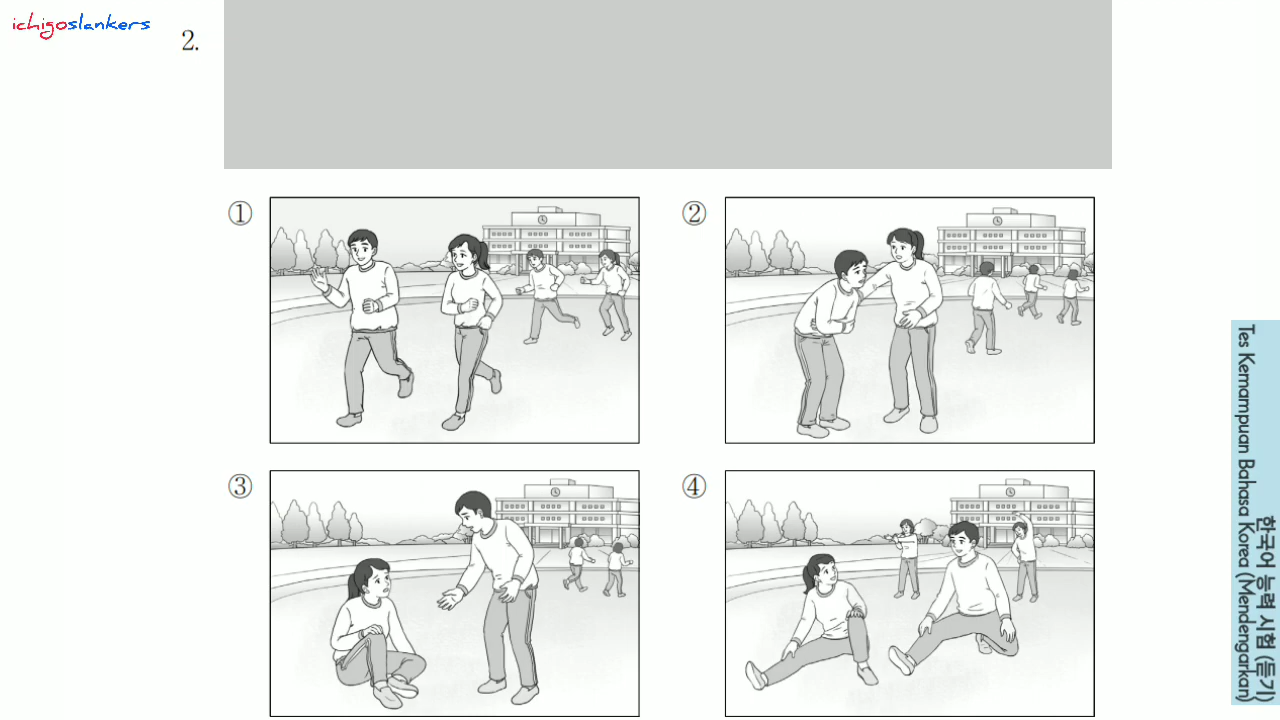 ichigoslankers
2.
①
②
③
④
한국어 능력 시험 (듣기)
Tes Kemampuan Bahasa Korea (Mendengarkan)